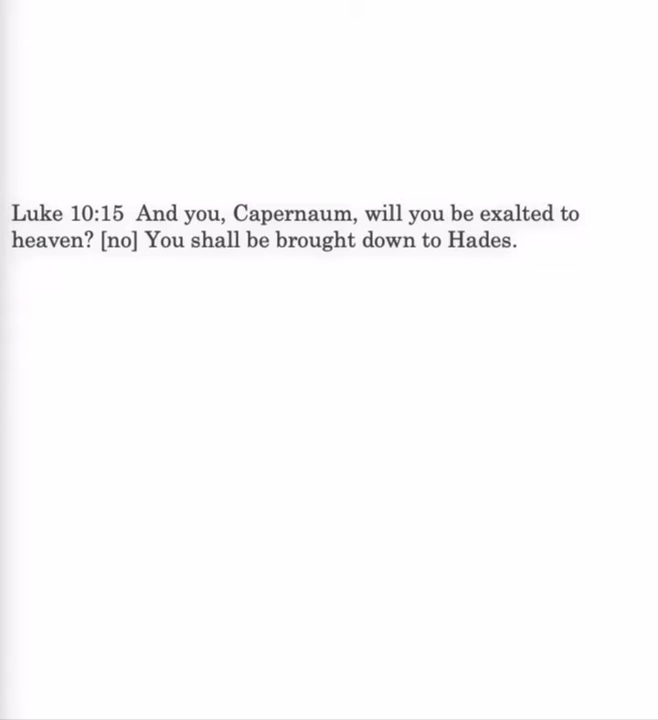 Luke 10:15  And you, Capernaum, will you be exalted to
heaven? [no] You shall be brought down to Hades.